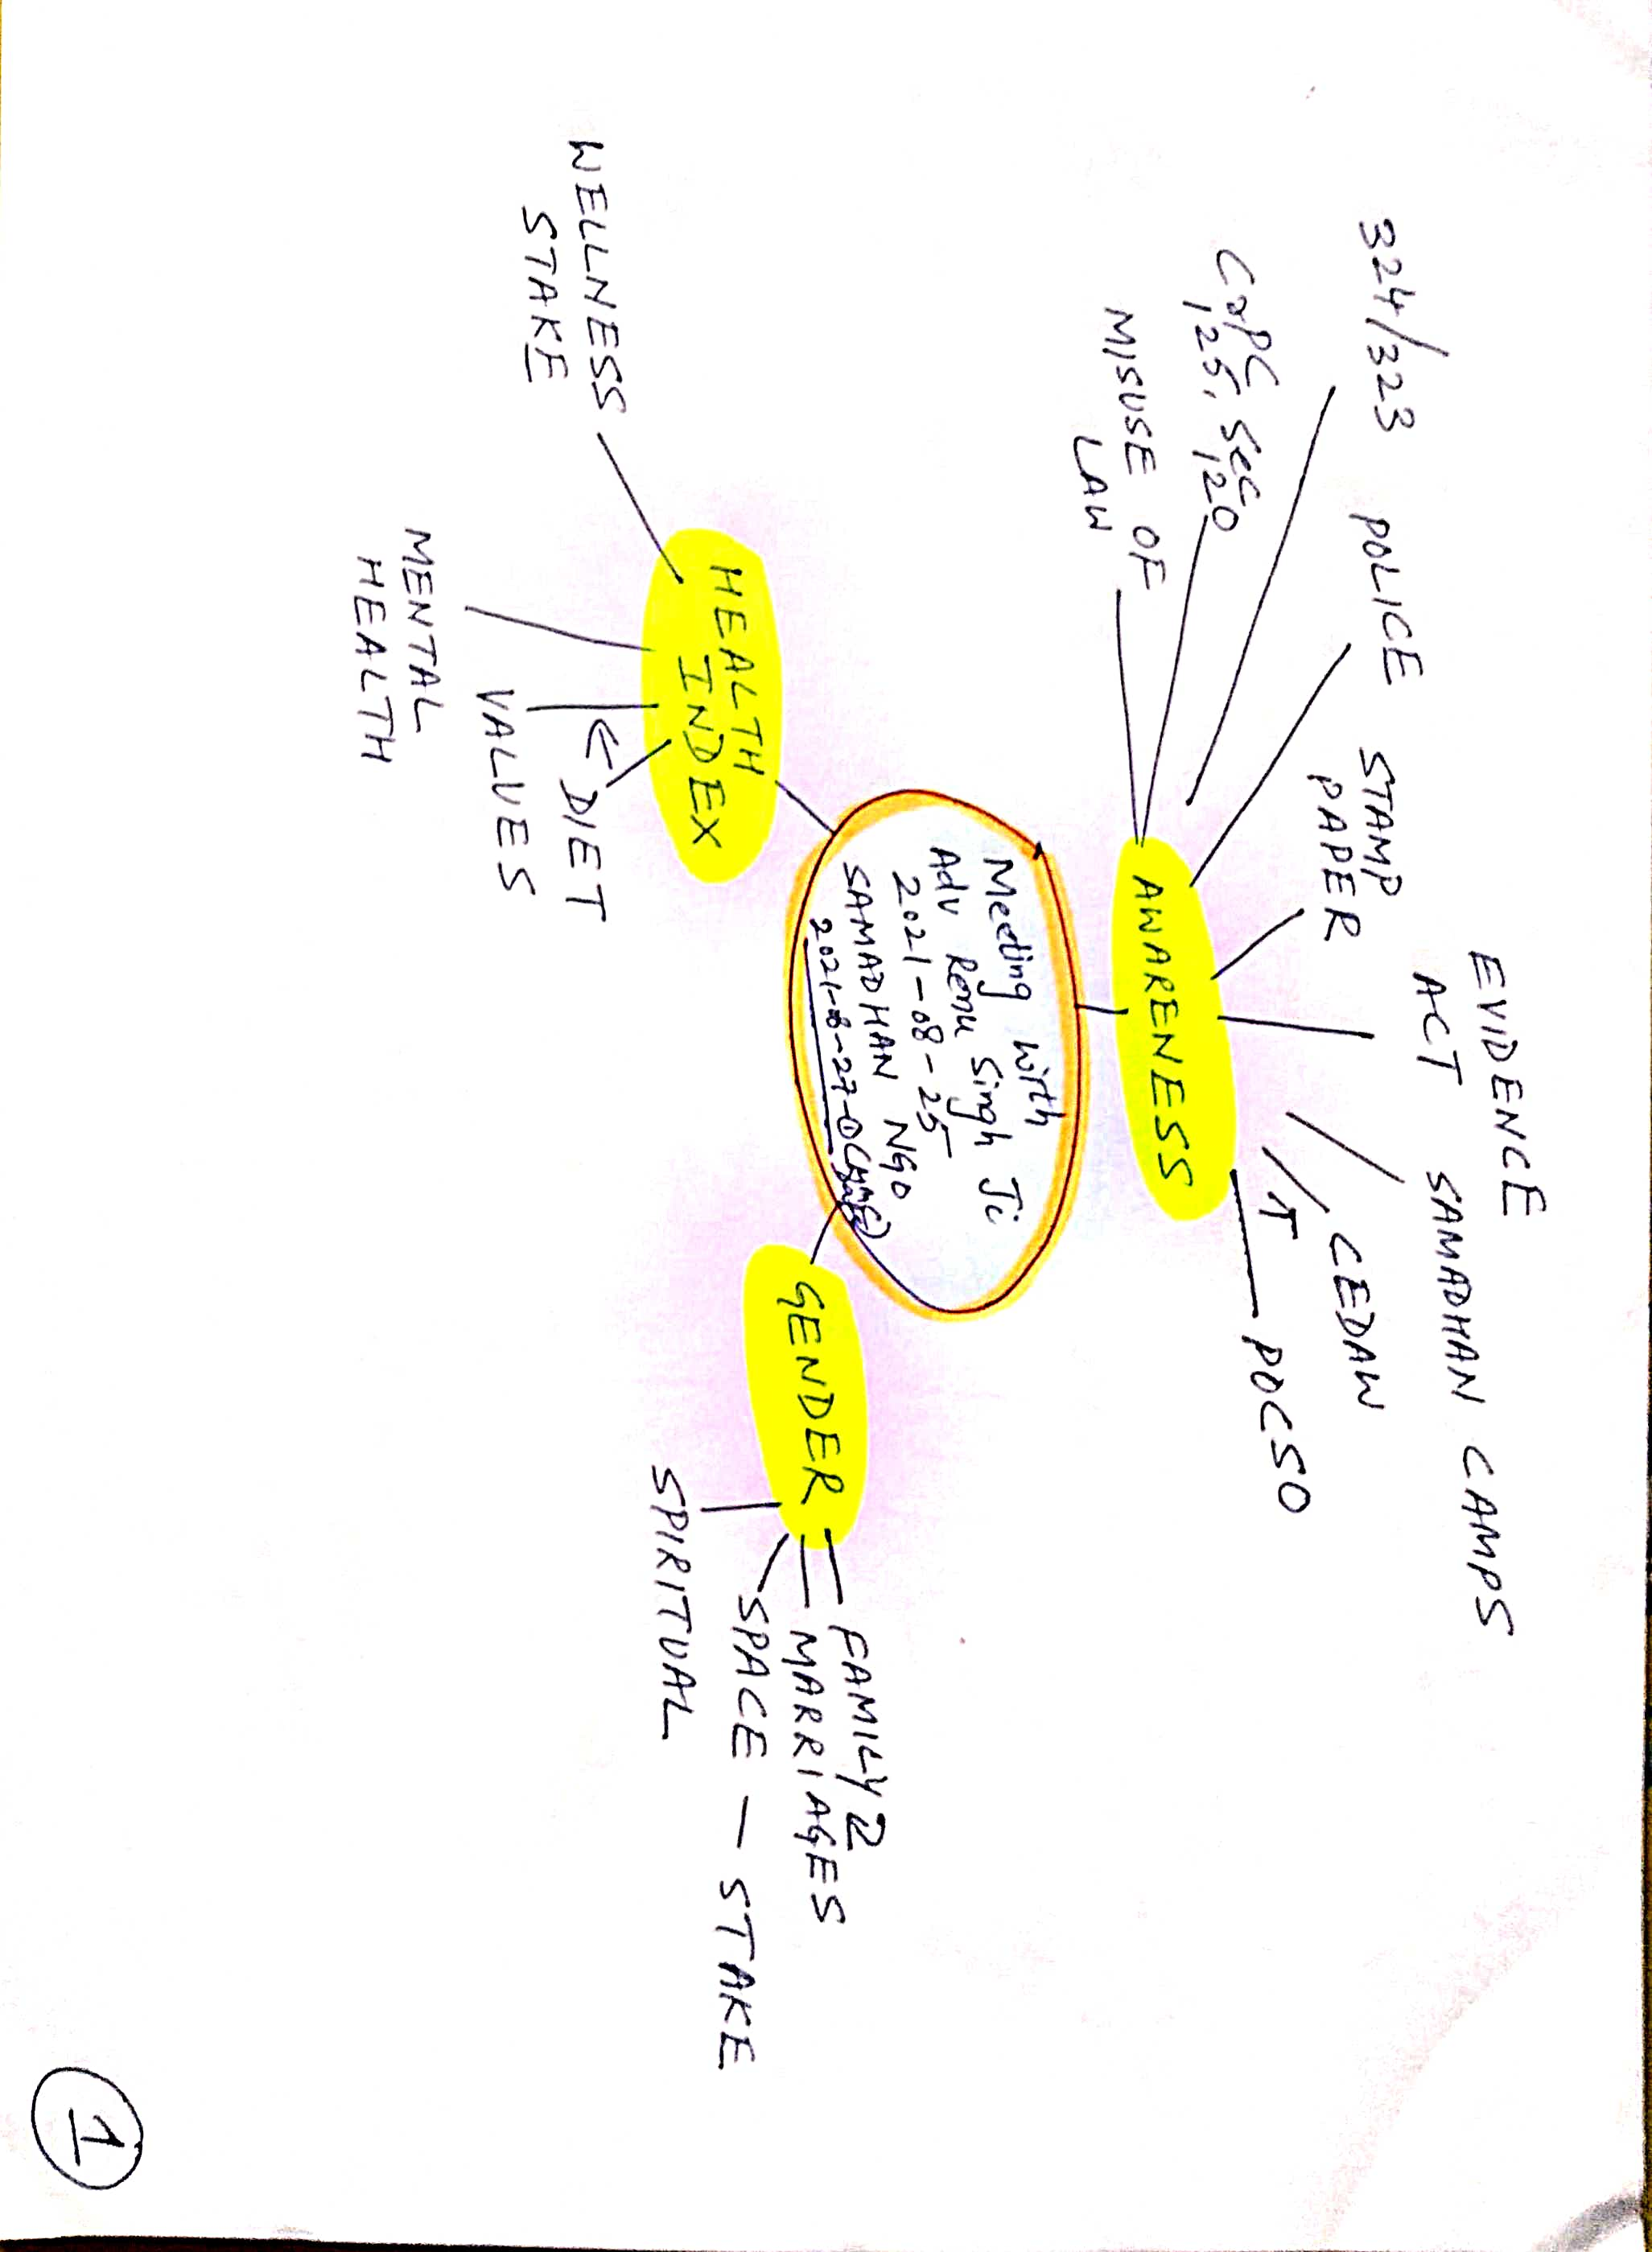 EVIDENCE
ACT
SAMADHAN CAMPS
324/323
POLICE
STAMP
PAPER
CEDAW
CrPC Sec
125, 120
IT
POCSO
MISUSE OF
LAW
AWARENESS
Meeting with
Adv Renu Singh Ji
2021-08-25
SAMADHAN NGO
2021-8-27-
HEALTH
INDEX
GENDER
FAMILY 2
MARRIAGES
SPACE - STAKE
SPIRITUAL
WELLNESS
STAKE
DIET
VALUES
MENTAL
HEALTH
1